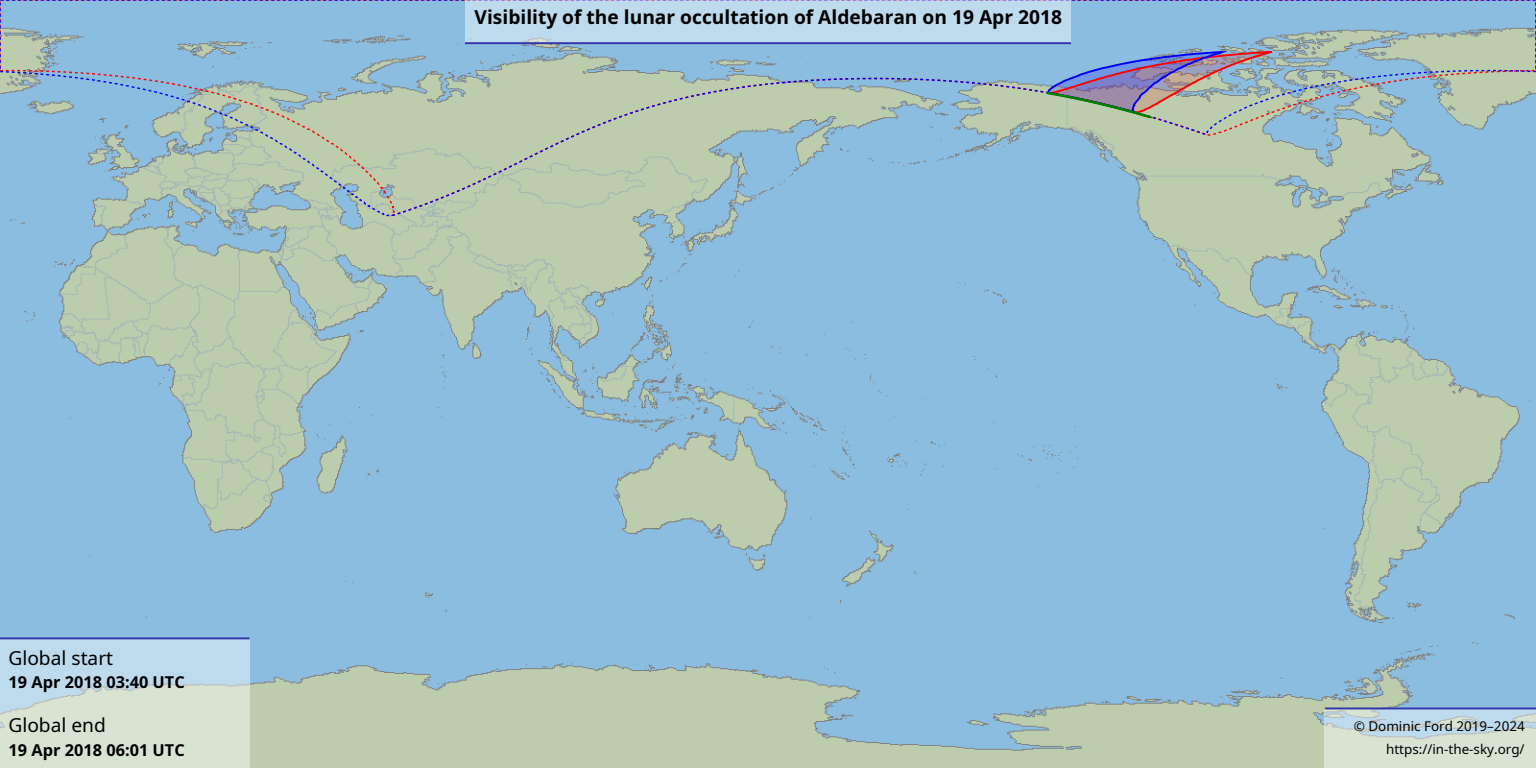 Visibility of the lunar occultation of Aldebaran on 19 Apr 2018
Global start
19 Apr 2018 03:40 UTC
Global end
19 Apr 2018 06:01 UTC
© Dominic Ford 2019–2024
https://in-the-sky.org/